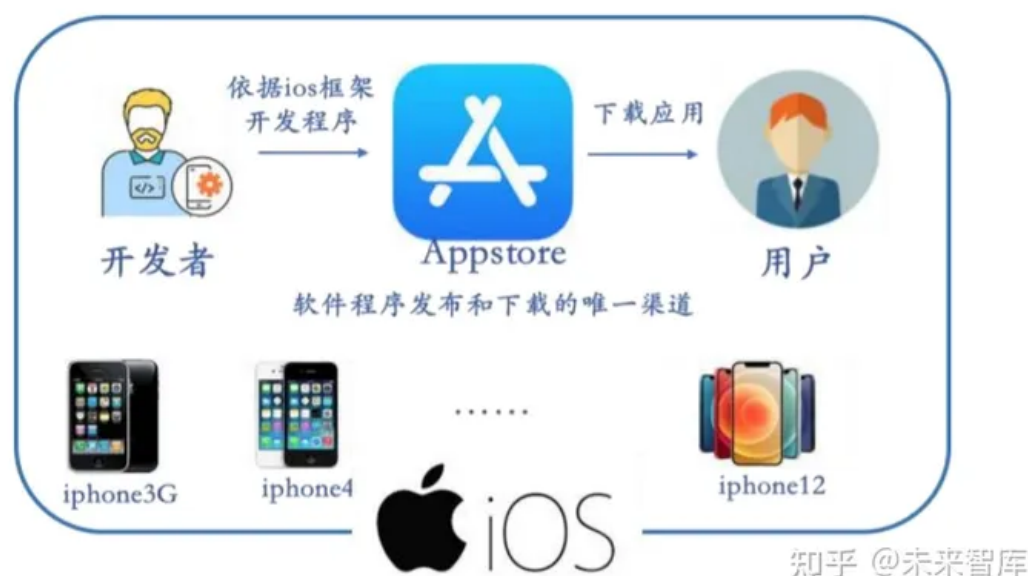 依据ios框架
开发程序
下载应用
</>
开发者
Appstore
用户
软件程序发布和下载的唯一渠道
......
iphone3G
iphone4
iphone12
iOS
知乎 @未来智库